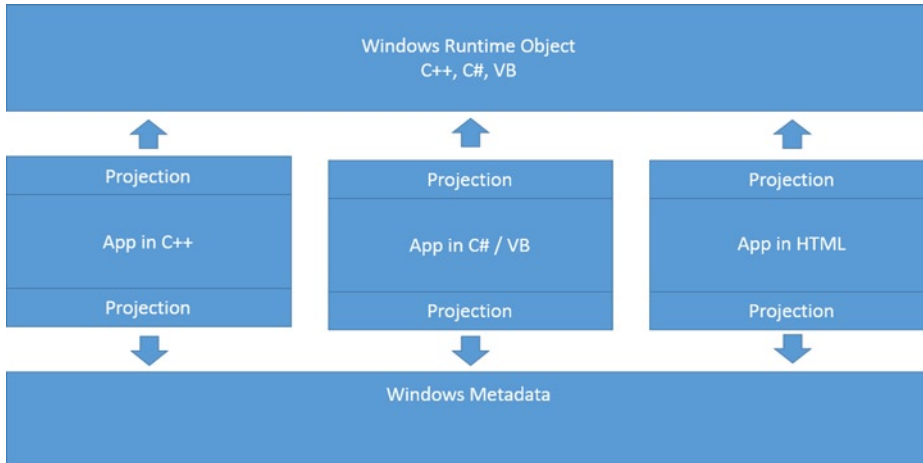 Windows Runtime Object
C++, C#, VB
Projection
App in C++
Projection
Projection
App in C# / VB
Projection
Projection
App in HTML
Projection
Windows Metadata